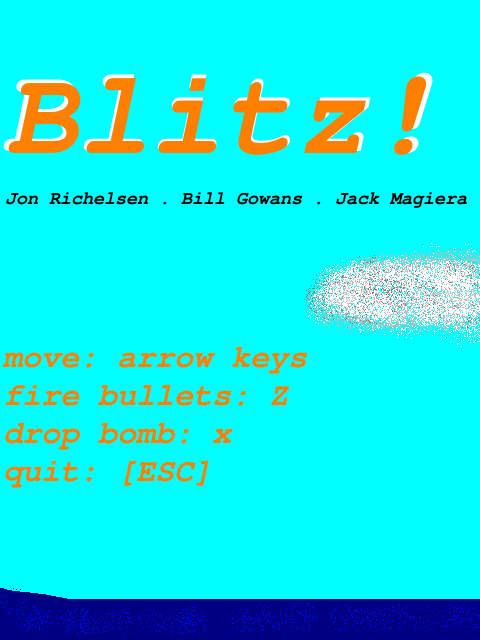 Blitz!
Jon Richelsen . Bill Gowans . Jack Magiera
move: arrow keys
fire bullets: Z
drop bomb: x
quit: [ESC]